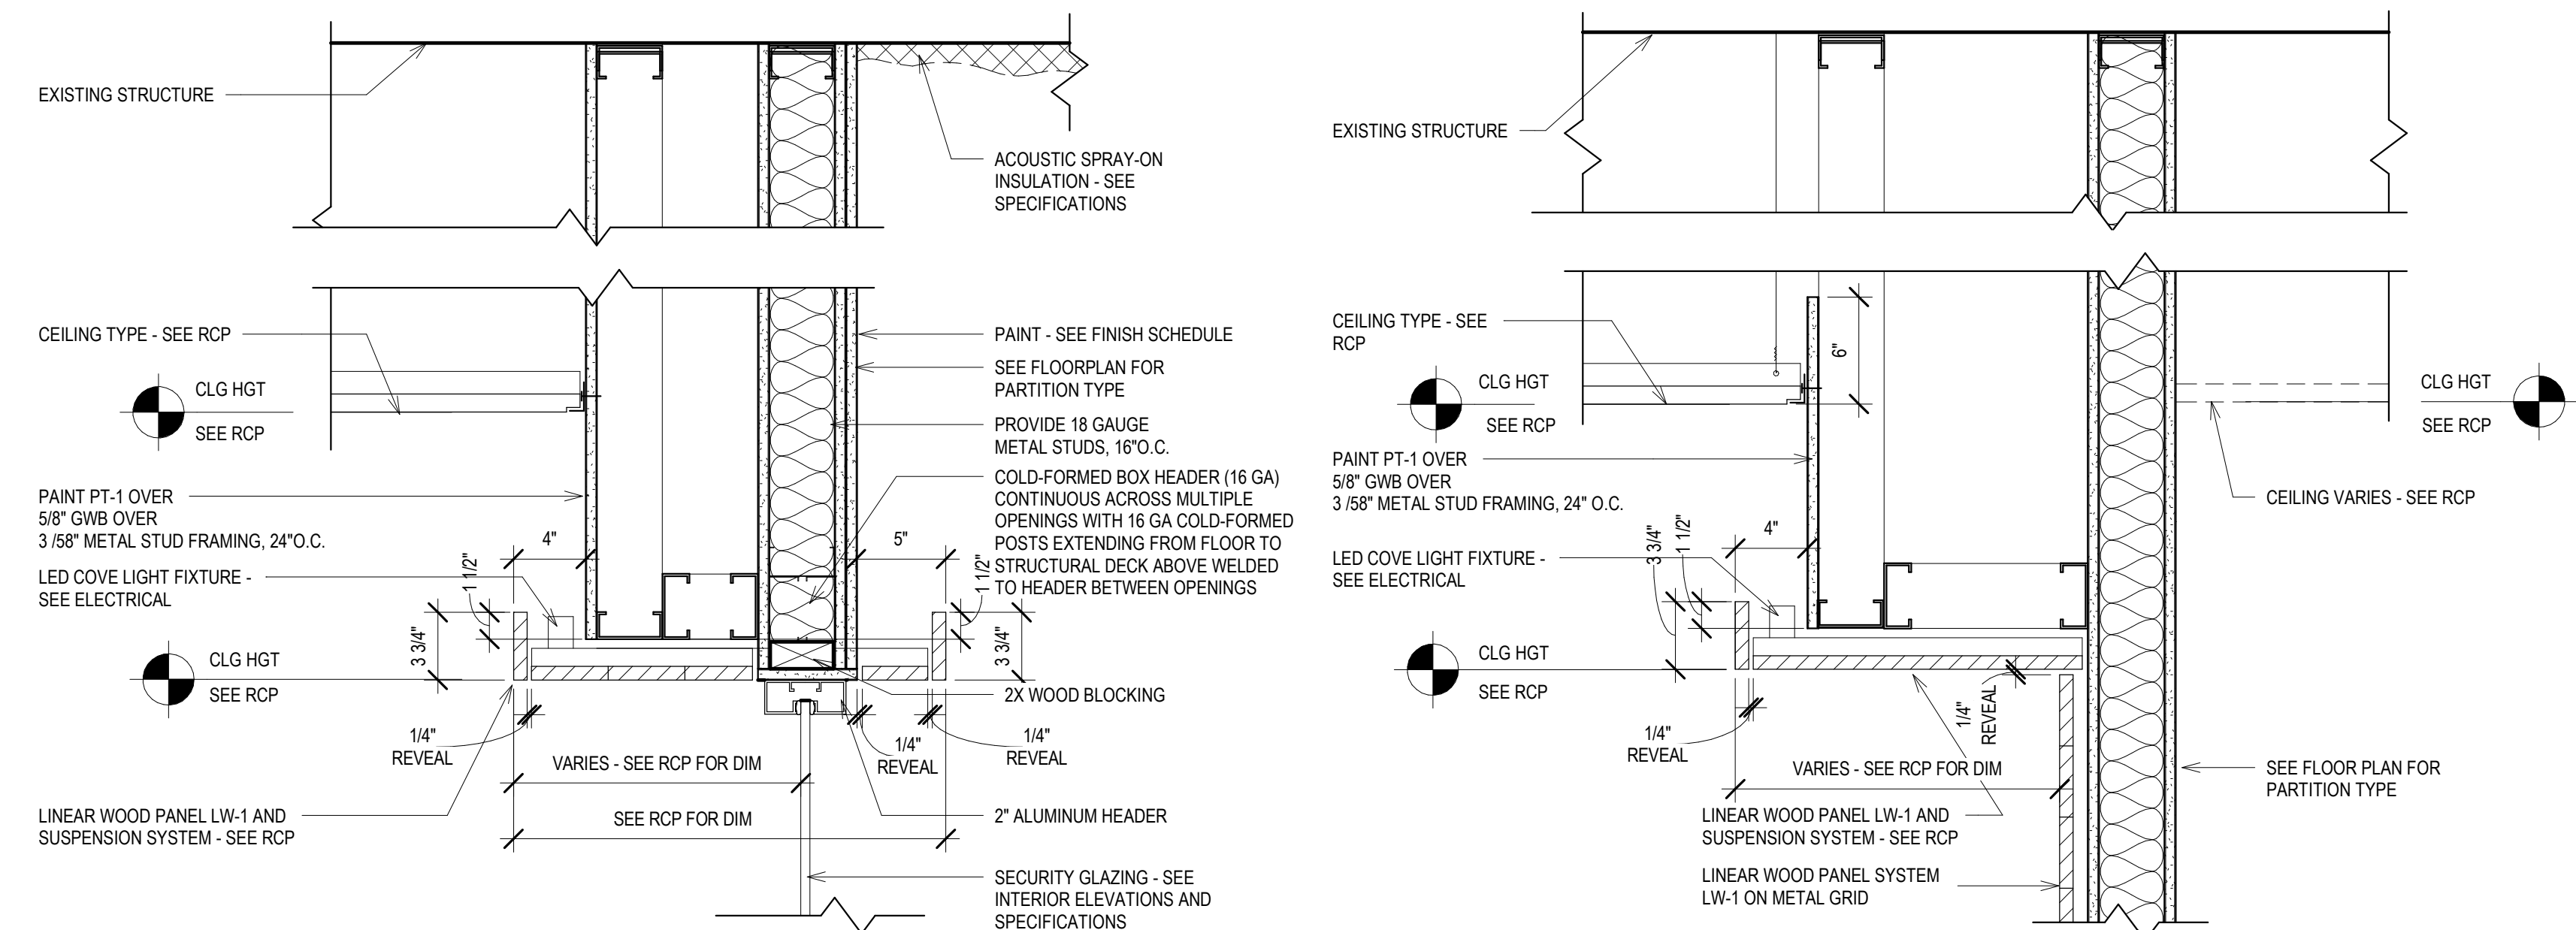 EXISTING STRUCTURE
ACOUSTIC SPRAY-ON
INSULATION - SEE
SPECIFICATIONS
CEILING TYPE - SEE RCP
CLG HGT
SEE RCP
PAINT - SEE FINISH SCHEDULE
SEE FLOORPLAN FOR
PARTITION TYPE
PROVIDE 18 GAUGE
METAL STUDS, 16"O.C.
COLD-FORMED BOX HEADER (16 GA)
CONTINUOUS ACROSS MULTIPLE
OPENINGS WITH 16 GA COLD-FORMED
POSTS EXTENDING FROM FLOOR TO
STRUCTURAL DECK ABOVE WELDED
TO HEADER BETWEEN OPENINGS
PAINT PT-1 OVER
5/8" GWB OVER
3 /58" METAL STUD FRAMING, 24"O.C.
LED COVE LIGHT FIXTURE -
SEE ELECTRICAL
4"
5"
1 1/2"
1 1/2"
3 3/4"
3 3/4"
CLG HGT
SEE RCP
2X WOOD BLOCKING
1/4"
REVEAL
1/4"
REVEAL
1/4"
REVEAL
VARIES - SEE RCP FOR DIM
SEE RCP FOR DIM
LINEAR WOOD PANEL LW-1 AND
SUSPENSION SYSTEM - SEE RCP
2" ALUMINUM HEADER
SECURITY GLAZING - SEE
INTERIOR ELEVATIONS AND
SPECIFICATIONS
EXISTING STRUCTURE
CEILING TYPE - SEE
RCP
6"
CLG HGT
SEE RCP
CLG HGT
SEE RCP
PAINT PT-1 OVER
5/8" GWB OVER
3 /58" METAL STUD FRAMING, 24" O.C.
CEILING VARIES - SEE RCP
LED COVE LIGHT FIXTURE -
SEE ELECTRICAL
3 3/4"
1 1/2"
4"
CLG HGT
SEE RCP
1/4"
REVEAL
1/4"
REVEAL
VARIES - SEE RCP FOR DIM
SEE FLOOR PLAN FOR
PARTITION TYPE
LINEAR WOOD PANEL LW-1 AND
SUSPENSION SYSTEM - SEE RCP
LINEAR WOOD PANEL SYSTEM
LW-1 ON METAL GRID